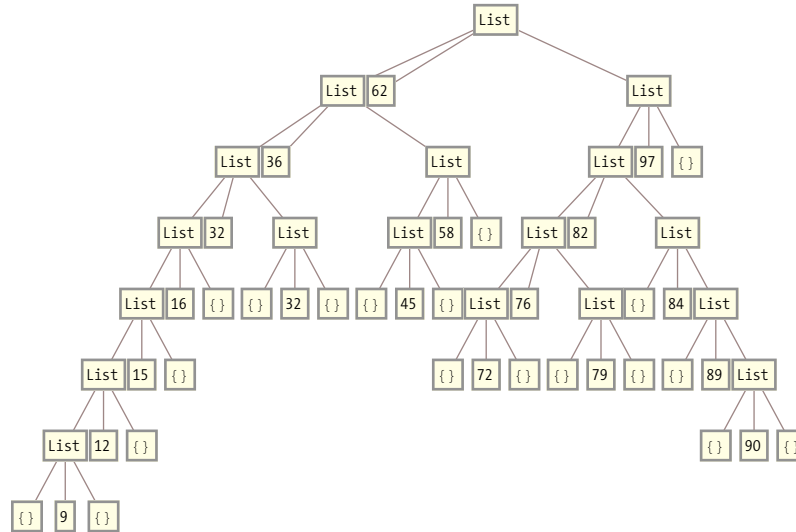 List
List 62 List
List 36 List List 97 { }
List 32 List List 58 { } List 82 List
List 16 { } { } 32 { } { } 45 { } List 76 List { } 84 List
List 15 { } { } 72 { } { } 79 { } { } 89 List
List 12 { } { } 90 { }
{ } 9 { }